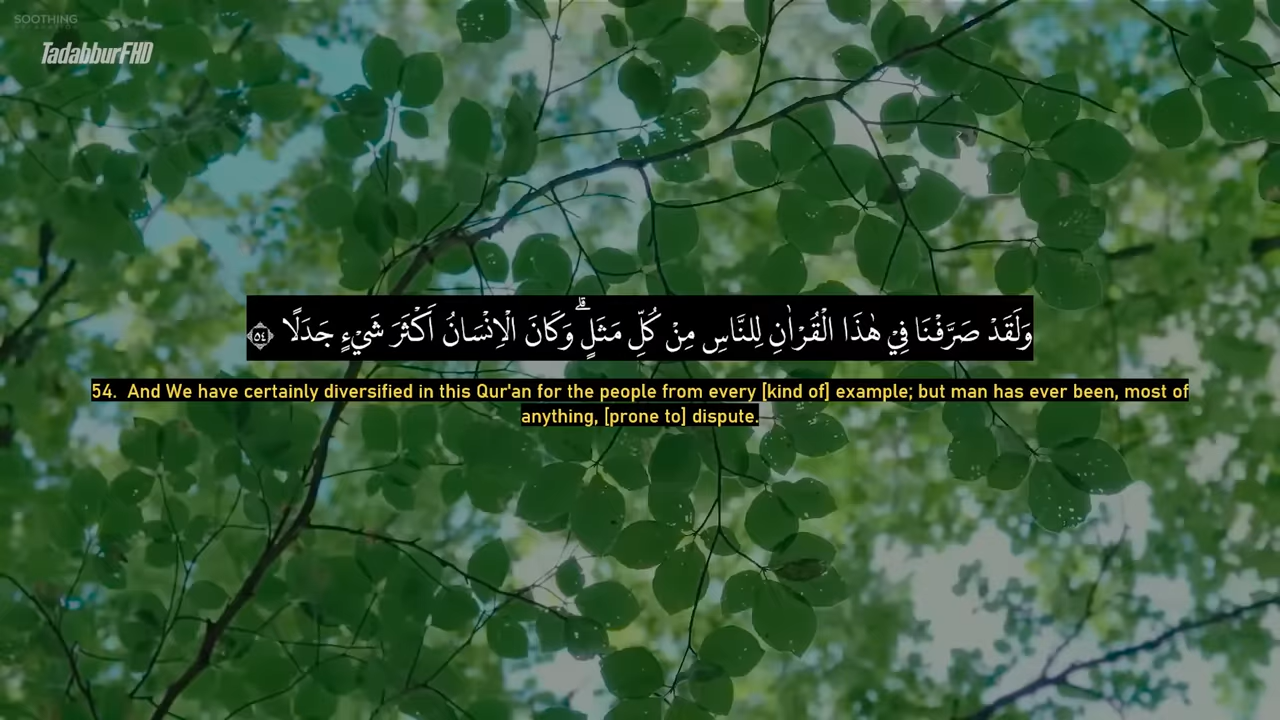 SOOTHING
TadabburFHD
وَلَقَدْ صَرَّفْنَا فِيْ هٰذَا الْقُرْاٰنِ لِلنَّاسِ مِنْ كُلِّ مَثَلٍۗ وَكَانَ الْاِنْسَانُ اَكْثَرَ شَيْءٍ جَدَلًا ٥٤
54. And We have certainly diversified in this Qur'an for the people from every [kind of] example; but man has ever been, most of
anything, [prone to] dispute.